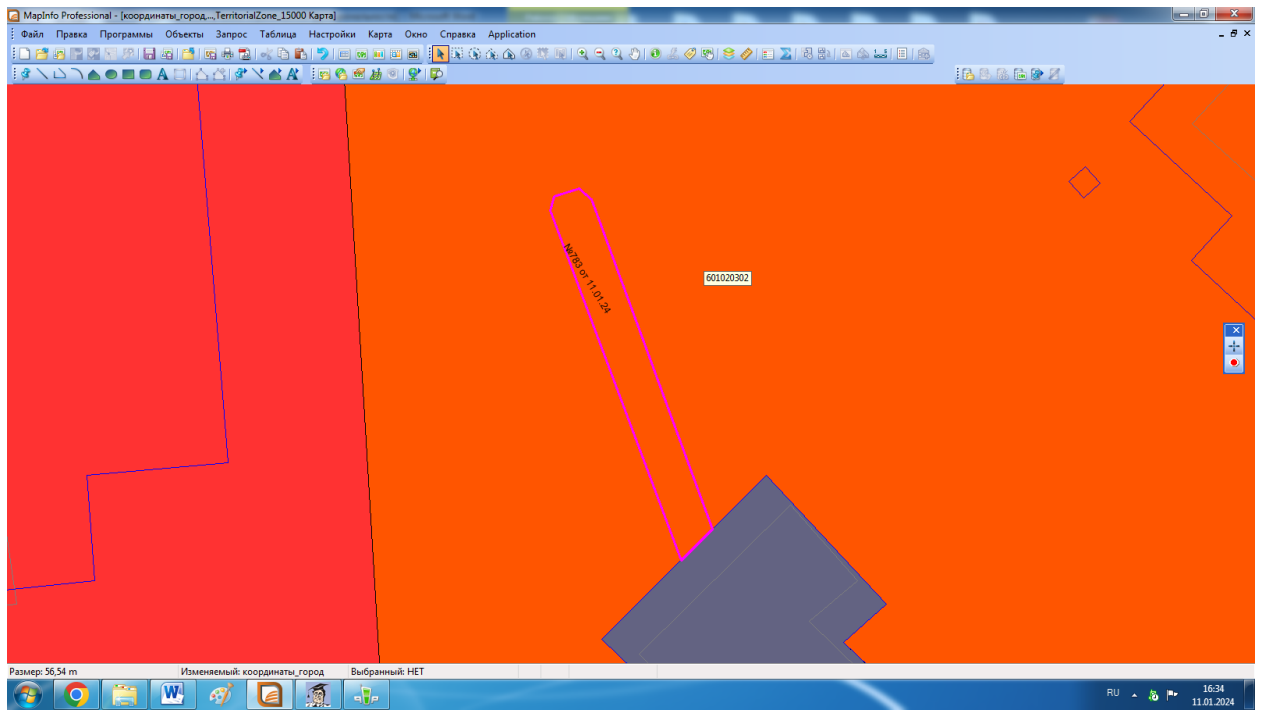 MapInfo Professional - [координаты_город,...,TerritorialZone_15000 Карта]
Файл Правка Программы Объекты Запрос Таблица Настройки Карта Окно Справка Application
№783 от 11.01.24
601020302
Размер: 56,54 m Изменяемый: координаты_город Выбранный: НЕТ
RU 16:34
11.01.2024